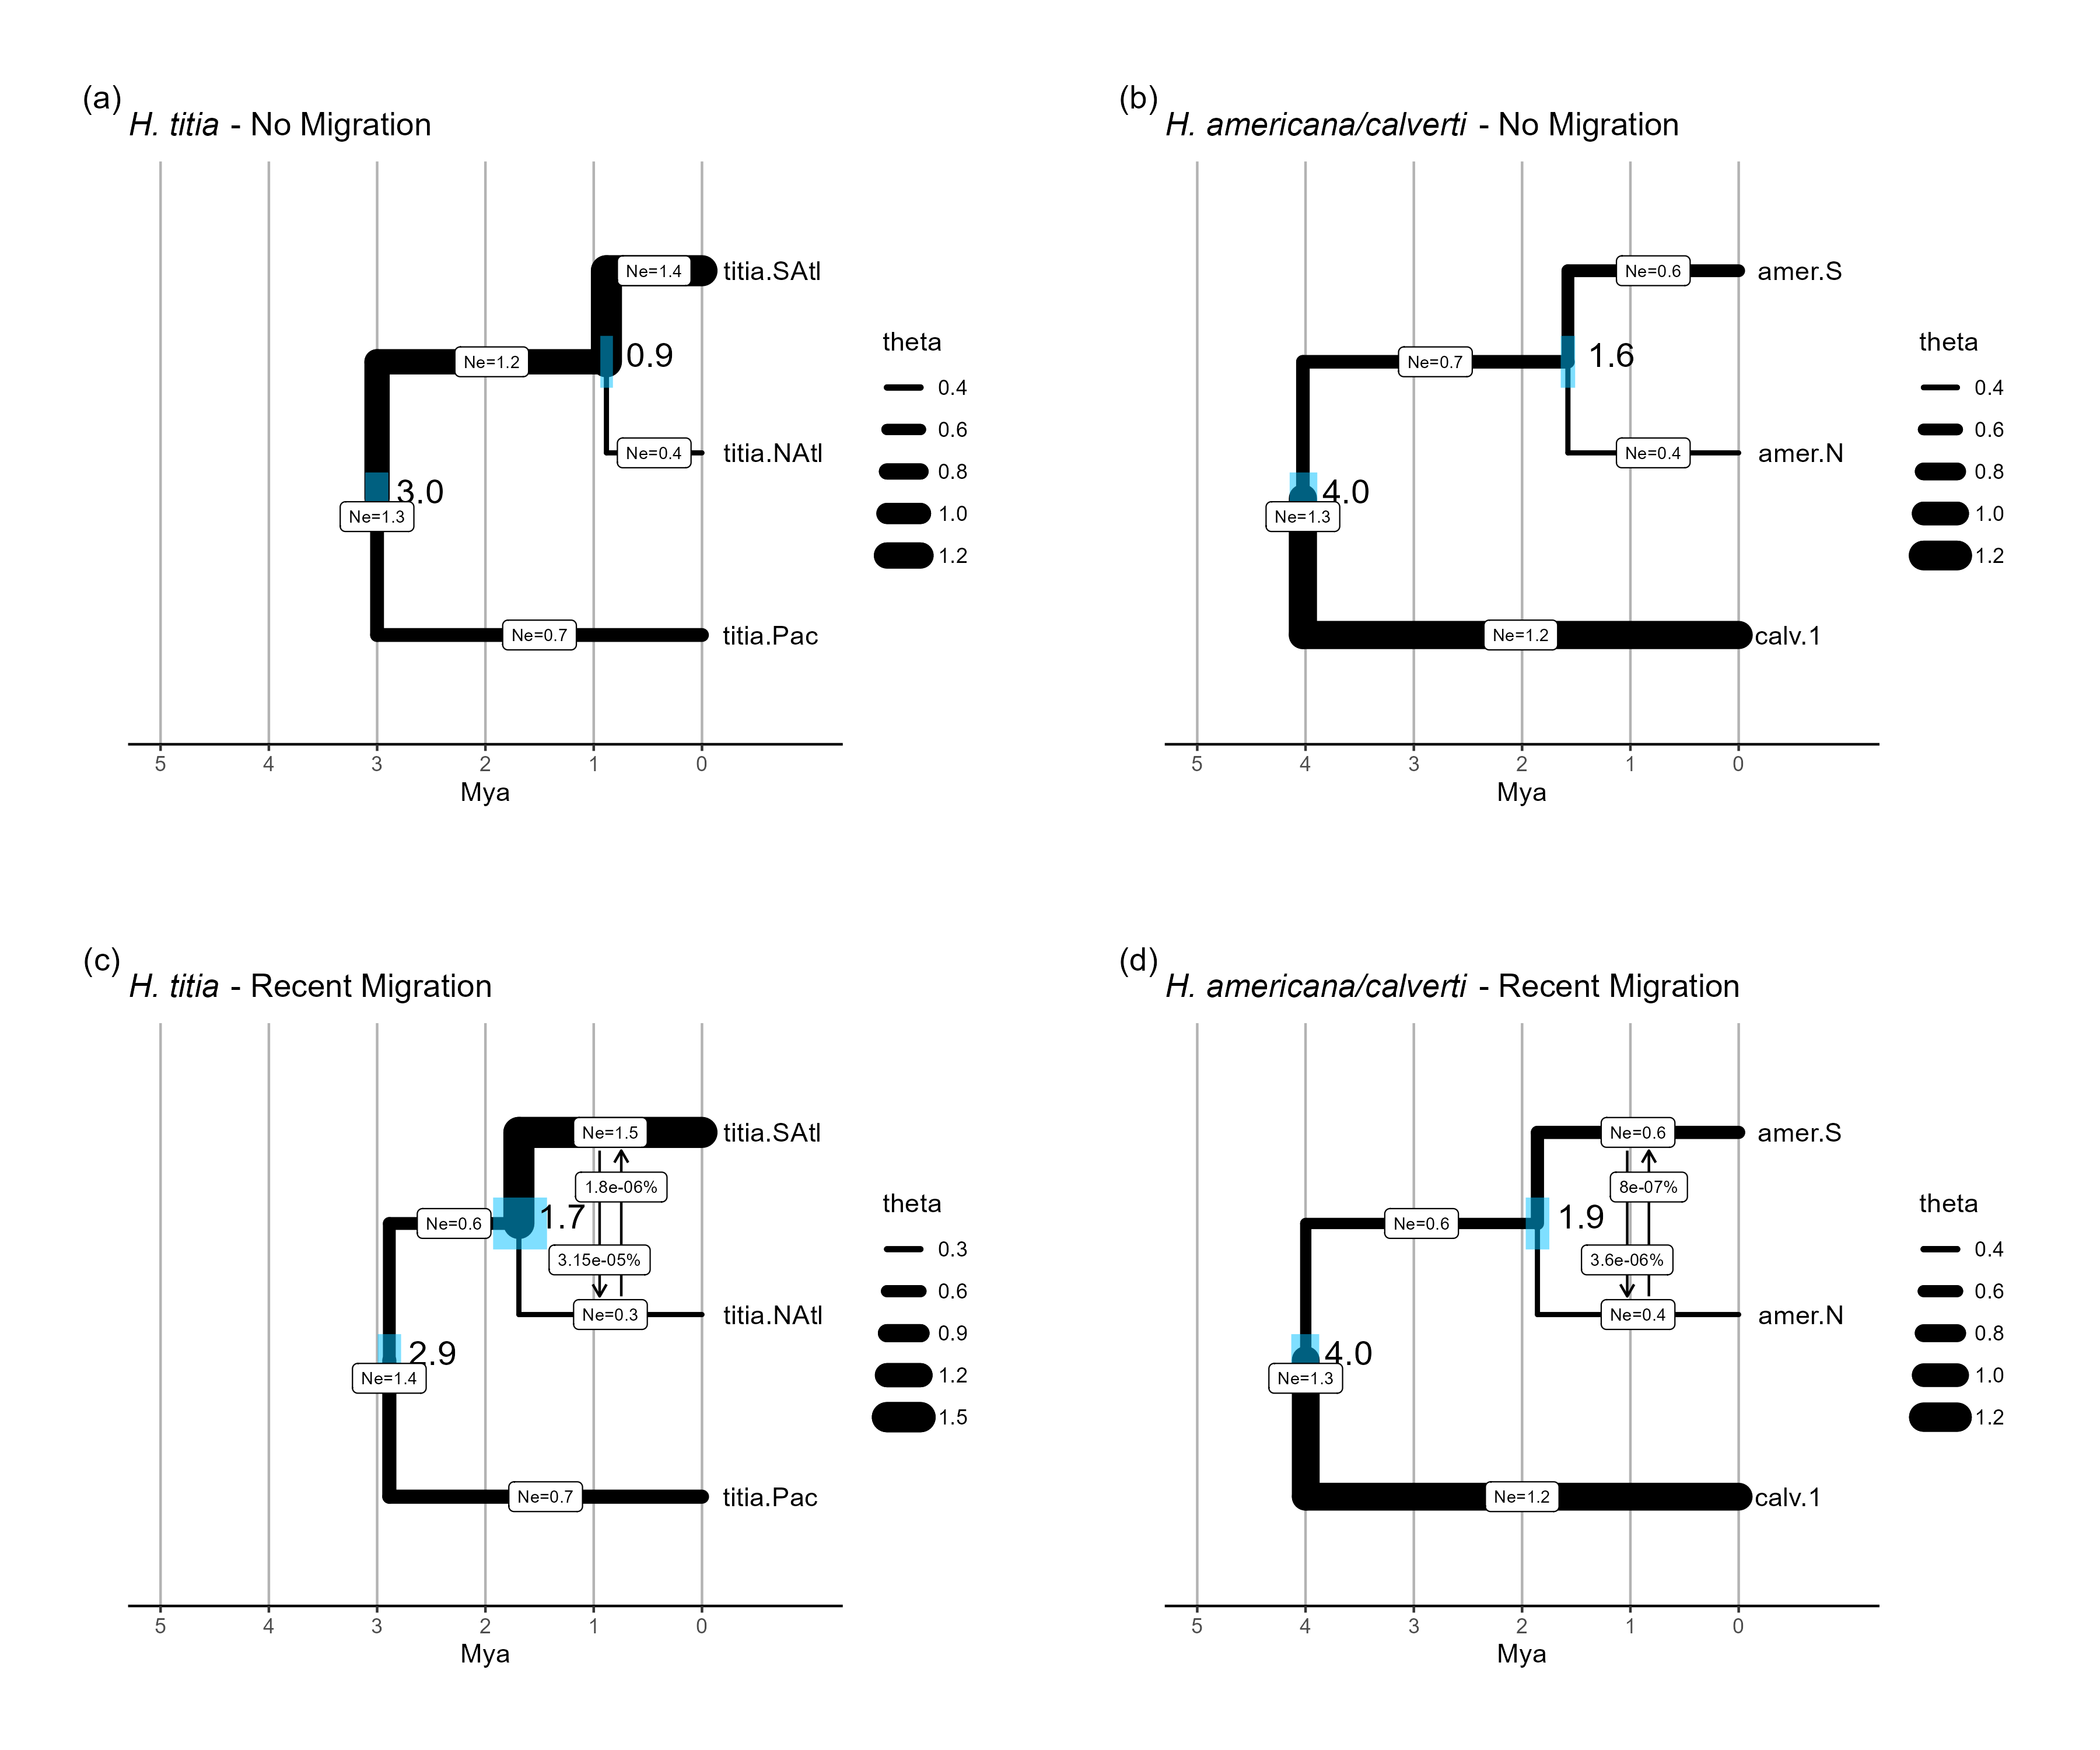 (a)
H. titia - No Migration
Ne=1.4
titia.SAtl
Ne=1.2
0.9
Ne=0.4
titia.NAtl
3.0
Ne=1.3
Ne=0.7
titia.Pac
5 4 3 2 1 0
Mya
theta
0.4
0.6
0.8
1.0
1.2
(b)
H. americana/calverti - No Migration
Ne=0.6
amer.S
Ne=0.7
1.6
Ne=0.4
amer.N
4.0
Ne=1.3
Ne=1.2
calv.1
5 4 3 2 1 0
Mya
theta
0.4
0.6
0.8
1.0
1.2
(c)
H. titia - Recent Migration
Ne=1.5
titia.SAtl
1.8e-06%
Ne=0.6
1.7
3.15e-05%
Ne=0.3
titia.NAtl
2.9
Ne=1.4
Ne=0.7
titia.Pac
5 4 3 2 1 0
Mya
theta
0.3
0.6
0.9
1.2
1.5
(d)
H. americana/calverti - Recent Migration
Ne=0.6
amer.S
8e-07%
Ne=0.6
1.9
3.6e-06%
Ne=0.4
amer.N
4.0
Ne=1.3
Ne=1.2
calv.1
5 4 3 2 1 0
Mya
theta
0.4
0.6
0.8
1.0
1.2